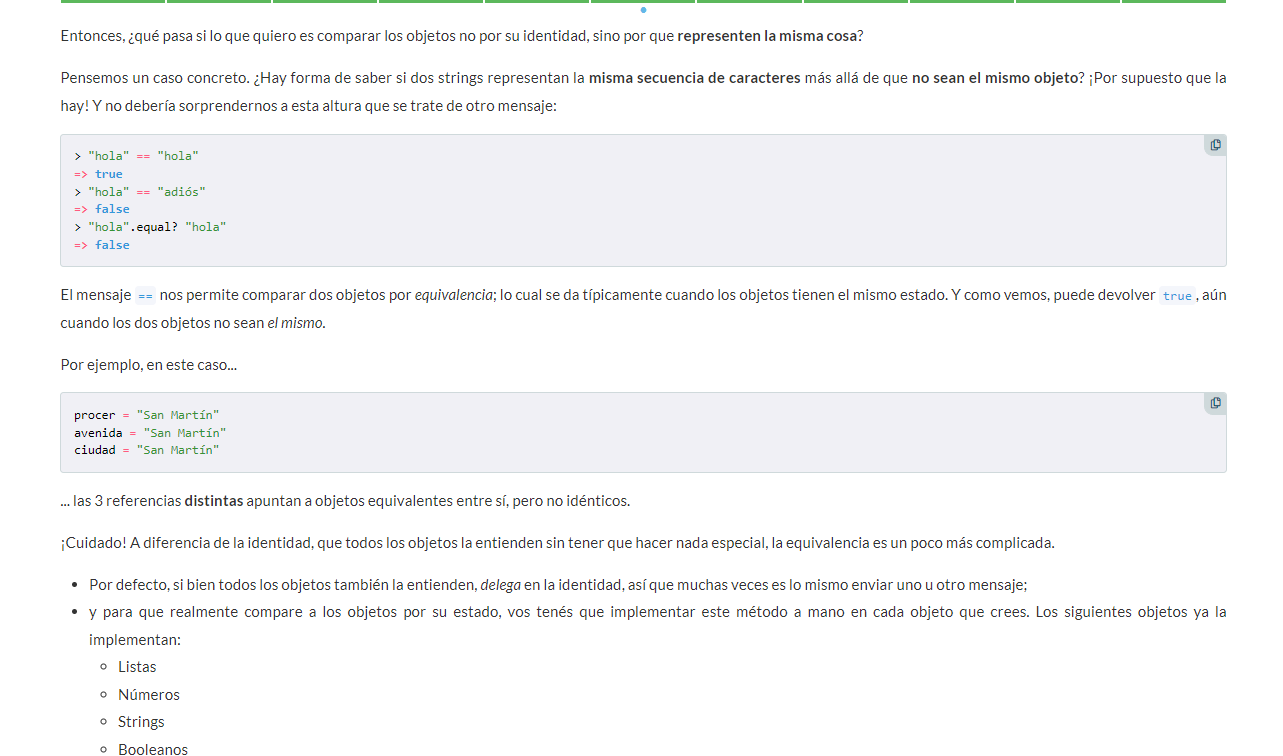 Entonces, ¿qué pasa si lo que quiero es comparar los objetos no por su identidad, sino por que representen la misma cosa?
Pensemos un caso concreto. ¿Hay forma de saber si dos strings representan la misma secuencia de caracteres más allá de que no sean el mismo objeto? ¡Por supuesto que la
hay! Y no debería sorprendernos a esta altura que se trate de otro mensaje:
> "hola" == "hola"
=> true
> "hola" == "adiós"
=> false
> "hola".equal? "hola"
=> false
El mensaje == nos permite comparar dos objetos por equivalencia; lo cual se da típicamente cuando los objetos tienen el mismo estado. Y como vemos, puede devolver true, aún
cuando los dos objetos no sean el mismo.
Por ejemplo, en este caso...
procer = "San Martín"
avenida = "San Martín"
ciudad = "San Martín"
... las 3 referencias distintas apuntan a objetos equivalentes entre sí, pero no idénticos.
¡Cuidado! A diferencia de la identidad, que todos los objetos la entienden sin tener que hacer nada especial, la equivalencia es un poco más complicada.
• Por defecto, si bien todos los objetos también la entienden, delega en la identidad, así que muchas veces es lo mismo enviar uno u otro mensaje;
• y para que realmente compare a los objetos por su estado, vos tenés que implementar este método a mano en cada objeto que crees. Los siguientes objetos ya la
implementan:
◦ Listas
◦ Números
◦ Strings
◦ Booleanos